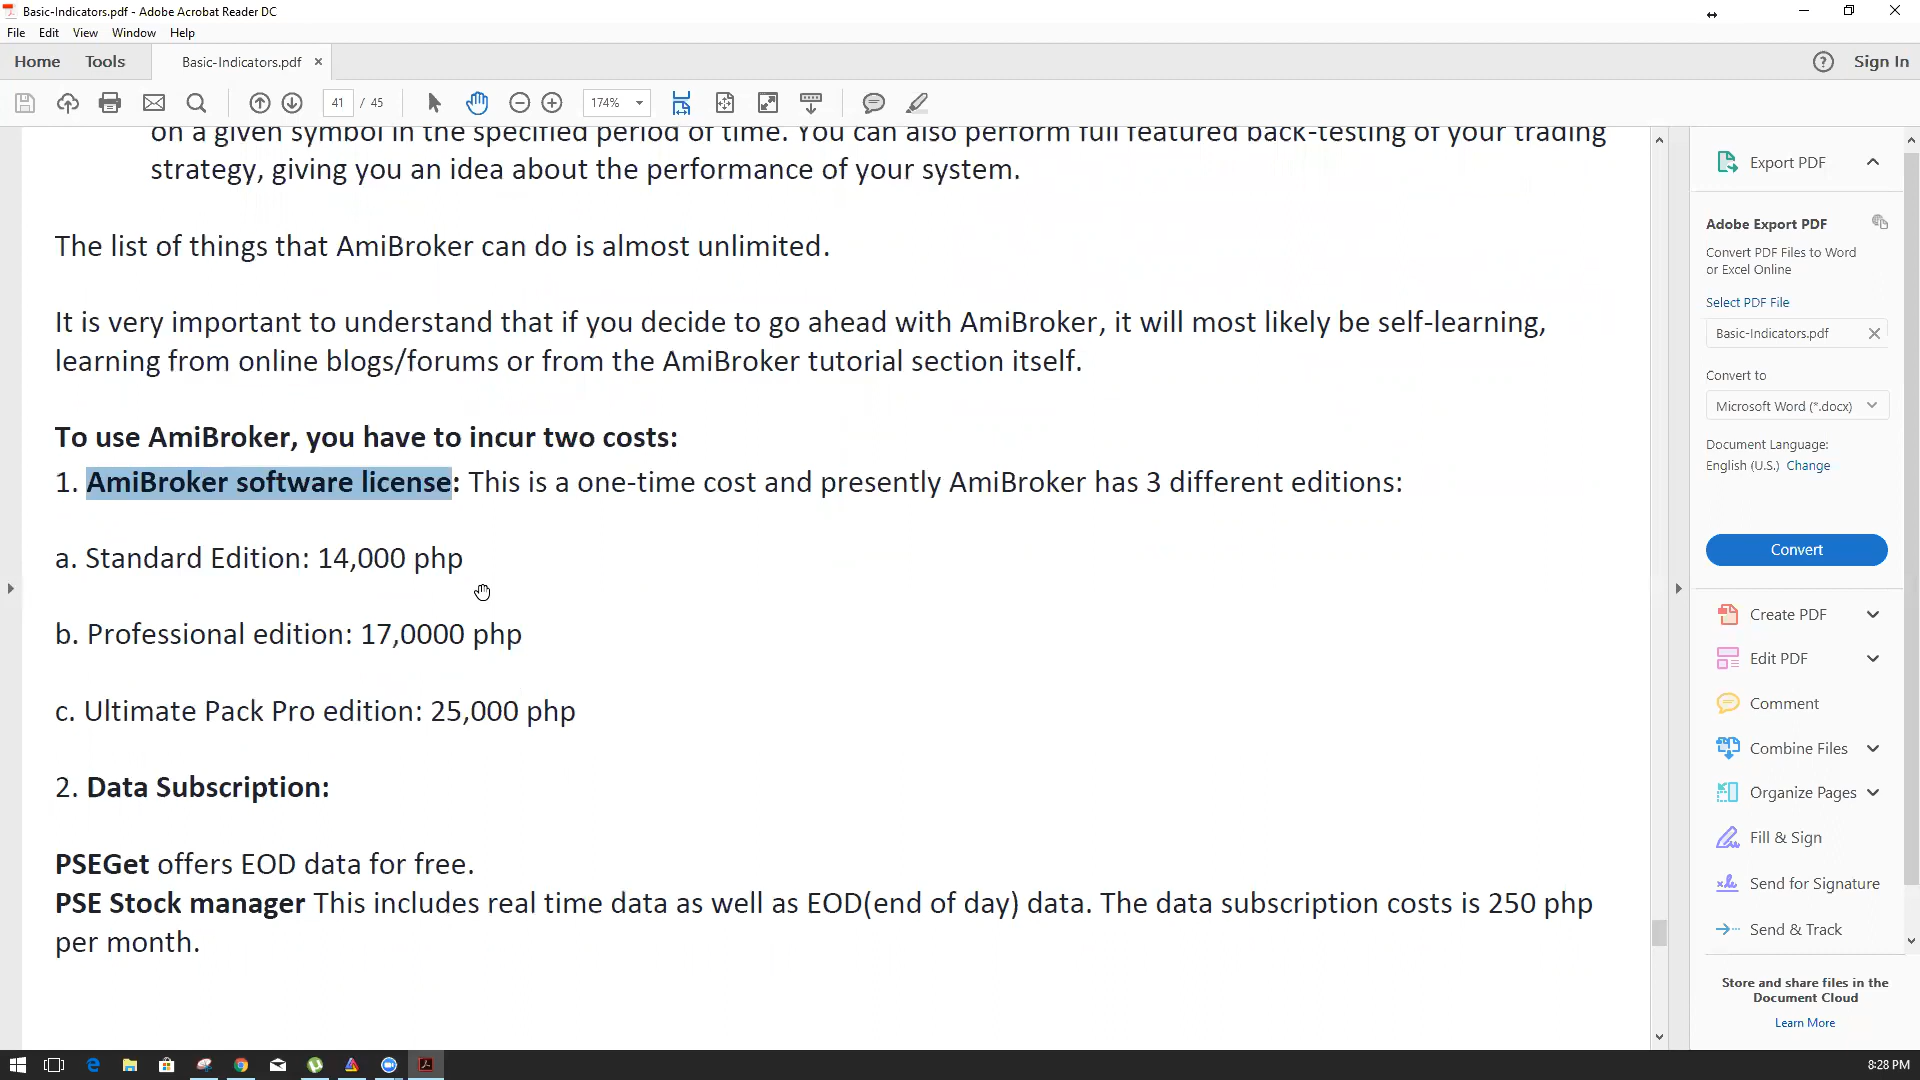 Basic-Indicators.pdf - Adobe Acrobat Reader DC
File Edit View Window Help
Home Tools Basic-Indicators.pdf × Sign In
41 / 45 174%
on a given symbol in the specified period of time. You can also perform full featured back-testing of your trading
strategy, giving you an idea about the performance of your system.
The list of things that AmiBroker can do is almost unlimited.
It is very important to understand that if you decide to go ahead with AmiBroker, it will most likely be self-learning,
learning from online blogs/forums or from the AmiBroker tutorial section itself.
To use AmiBroker, you have to incur two costs:
1. AmiBroker software license: This is a one-time cost and presently AmiBroker has 3 different editions:
a. Standard Edition: 14,000 php
b. Professional edition: 17,0000 php
c. Ultimate Pack Pro edition: 25,000 php
2. Data Subscription:
PSEGet offers EOD data for free.
PSE Stock manager This includes real time data as well as EOD(end of day) data. The data subscription costs is 250 php
per month.
Export PDF
Adobe Export PDF
Convert PDF Files to Word
or Excel Online
Select PDF File
Basic-Indicators.pdf
Convert to
Microsoft Word (*.docx)
Document Language:
English (U.S.) Change
Convert
Create PDF
Edit PDF
Comment
Combine Files
Organize Pages
Fill & Sign
Send for Signature
Send & Track
Store and share files in the
Document Cloud
Learn More
8:28 PM